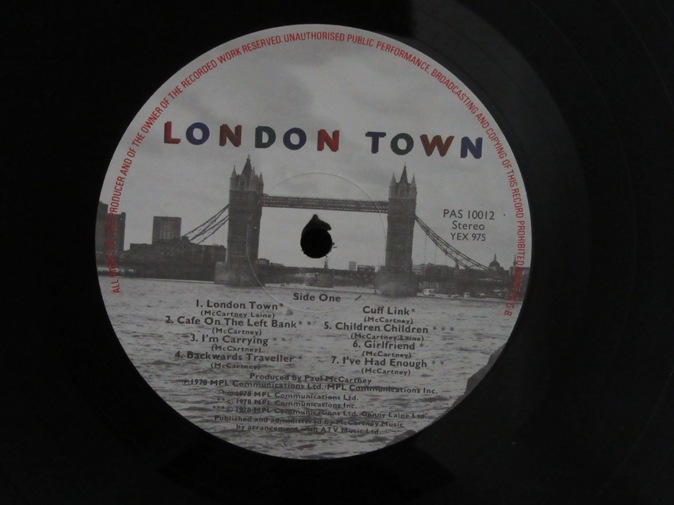 ALL RIGHTS OF THE PRODUCER AND OF THE OWNER OF THE RECORDED WORK RESERVED. UNAUTHORISED PUBLIC PERFORMANCE BROADCASTING AND COPYING OF THIS RECORD PROHIBITED
LONDON TOWN
PAS 10012
Stereo
YEX 975
Side One
1. London Town*
(McCartney Laine)
2. Cafe On The Left Bank**
(McCartney)
3. I'm Carrying **
(McCartney)
4. Backwards Traveller **
(McCartney)
Cuff Link*
(McCartney)
5. Children Children ***
(McCartney Laine)
6. Girlfriend **
(McCartney)
7. I've Had Enough **
(McCartney)
Produced by Paul McCartney
℗ 1978 MPL Communications Ltd./MPL Communications Inc.
* © 1978 MPL Communications Ltd.
** © 1978 MPL Communications Inc.
*** © 1978 MPL Communications Ltd./Denny Laine Ltd.
Published and administered by McCartney Music
by arrangement with ATV Music Ltd.